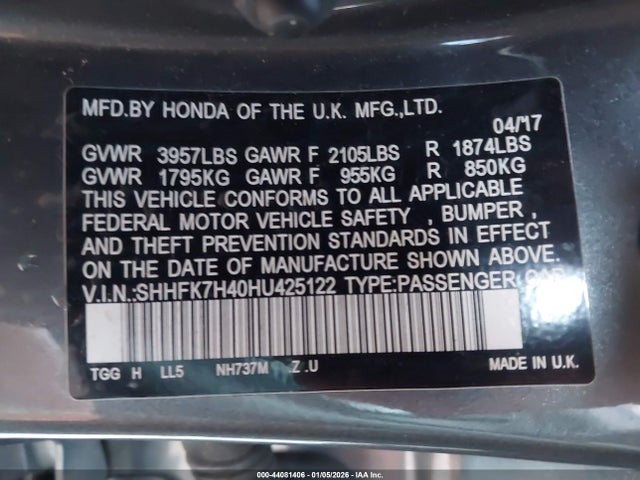 MFD.BY HONDA OF THE U.K. MFG.,LTD.
04/17
GVWR 3957LBS GAWR F 2105LBS R 1874LBS
GVWR 1795KG GAWR F 955KG R 850KG
THIS VEHICLE CONFORMS TO ALL APPLICABLE
FEDERAL MOTOR VEHICLE SAFETY , BUMPER ,
AND THEFT PREVENTION STANDARDS IN EFFECT
ON THE DATE OF MANUFACTURE SHOWN ABOVE.
V.I.N.:SHHFK7H40HU425122 TYPE:PASSENGER CAR
TGG H LL5 NH737M .Z .U MADE IN U.K.
000-44081406 - 01/05/2026 - IAA Inc.